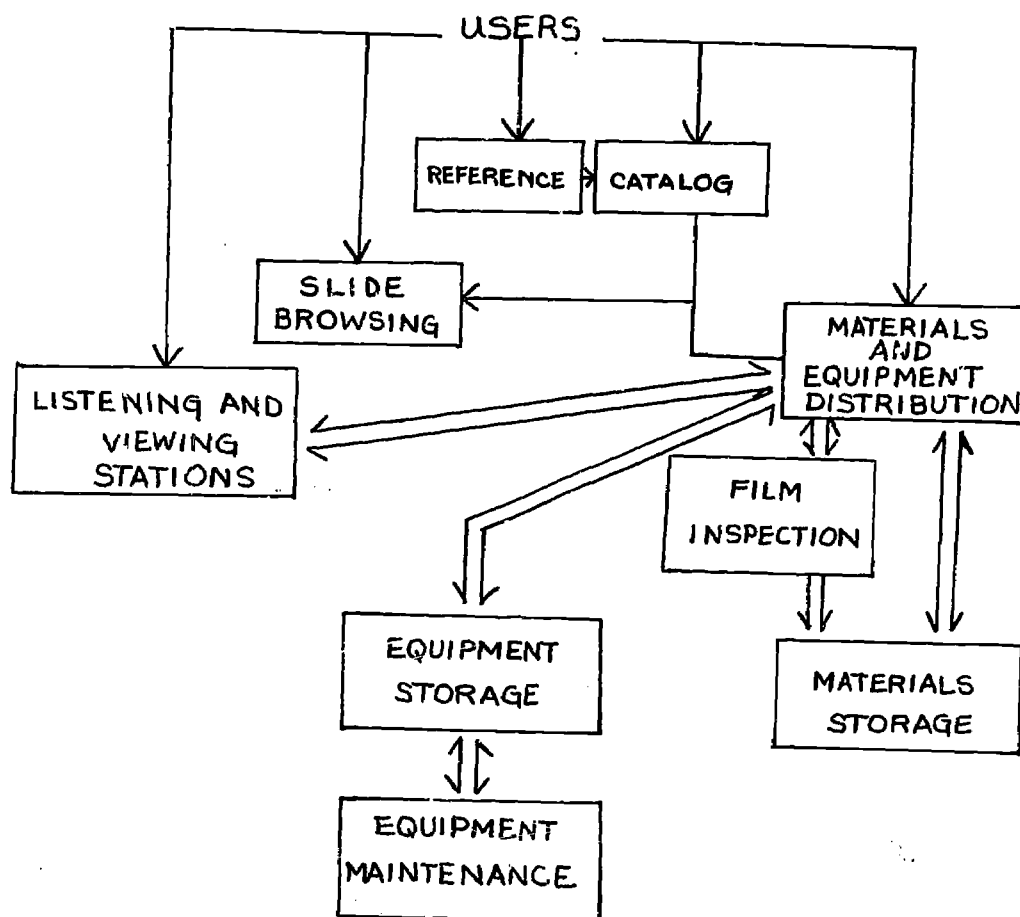 USERS
REFERENCE
CATALOG
SLIDE
BROWSING
MATERIALS
AND
EQUIPMENT
DISTRIBUTION
LISTENING AND
VIEWING
STATIONS
FILM
INSPECTION
EQUIPMENT
STORAGE
MATERIALS
STORAGE
EQUIPMENT
MAINTENANCE